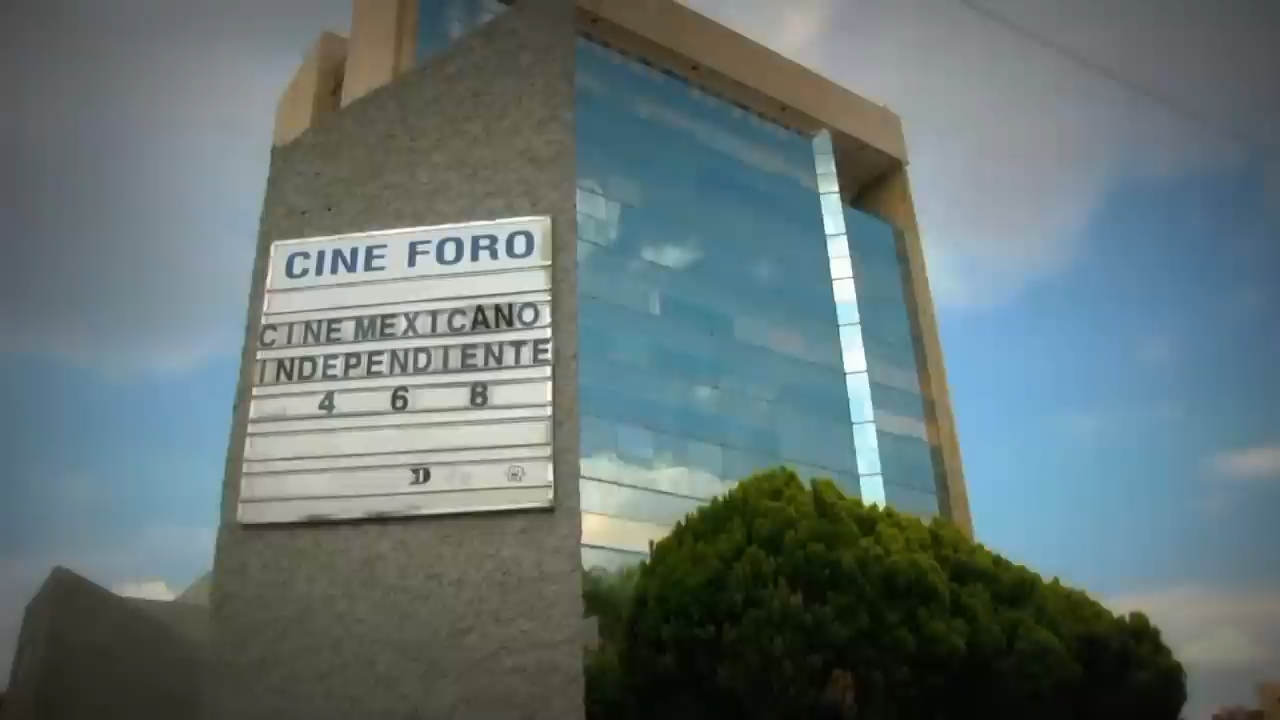 CINE FORO
CINE MEXICANO
INDEPENDIENTE
4 6 8
D